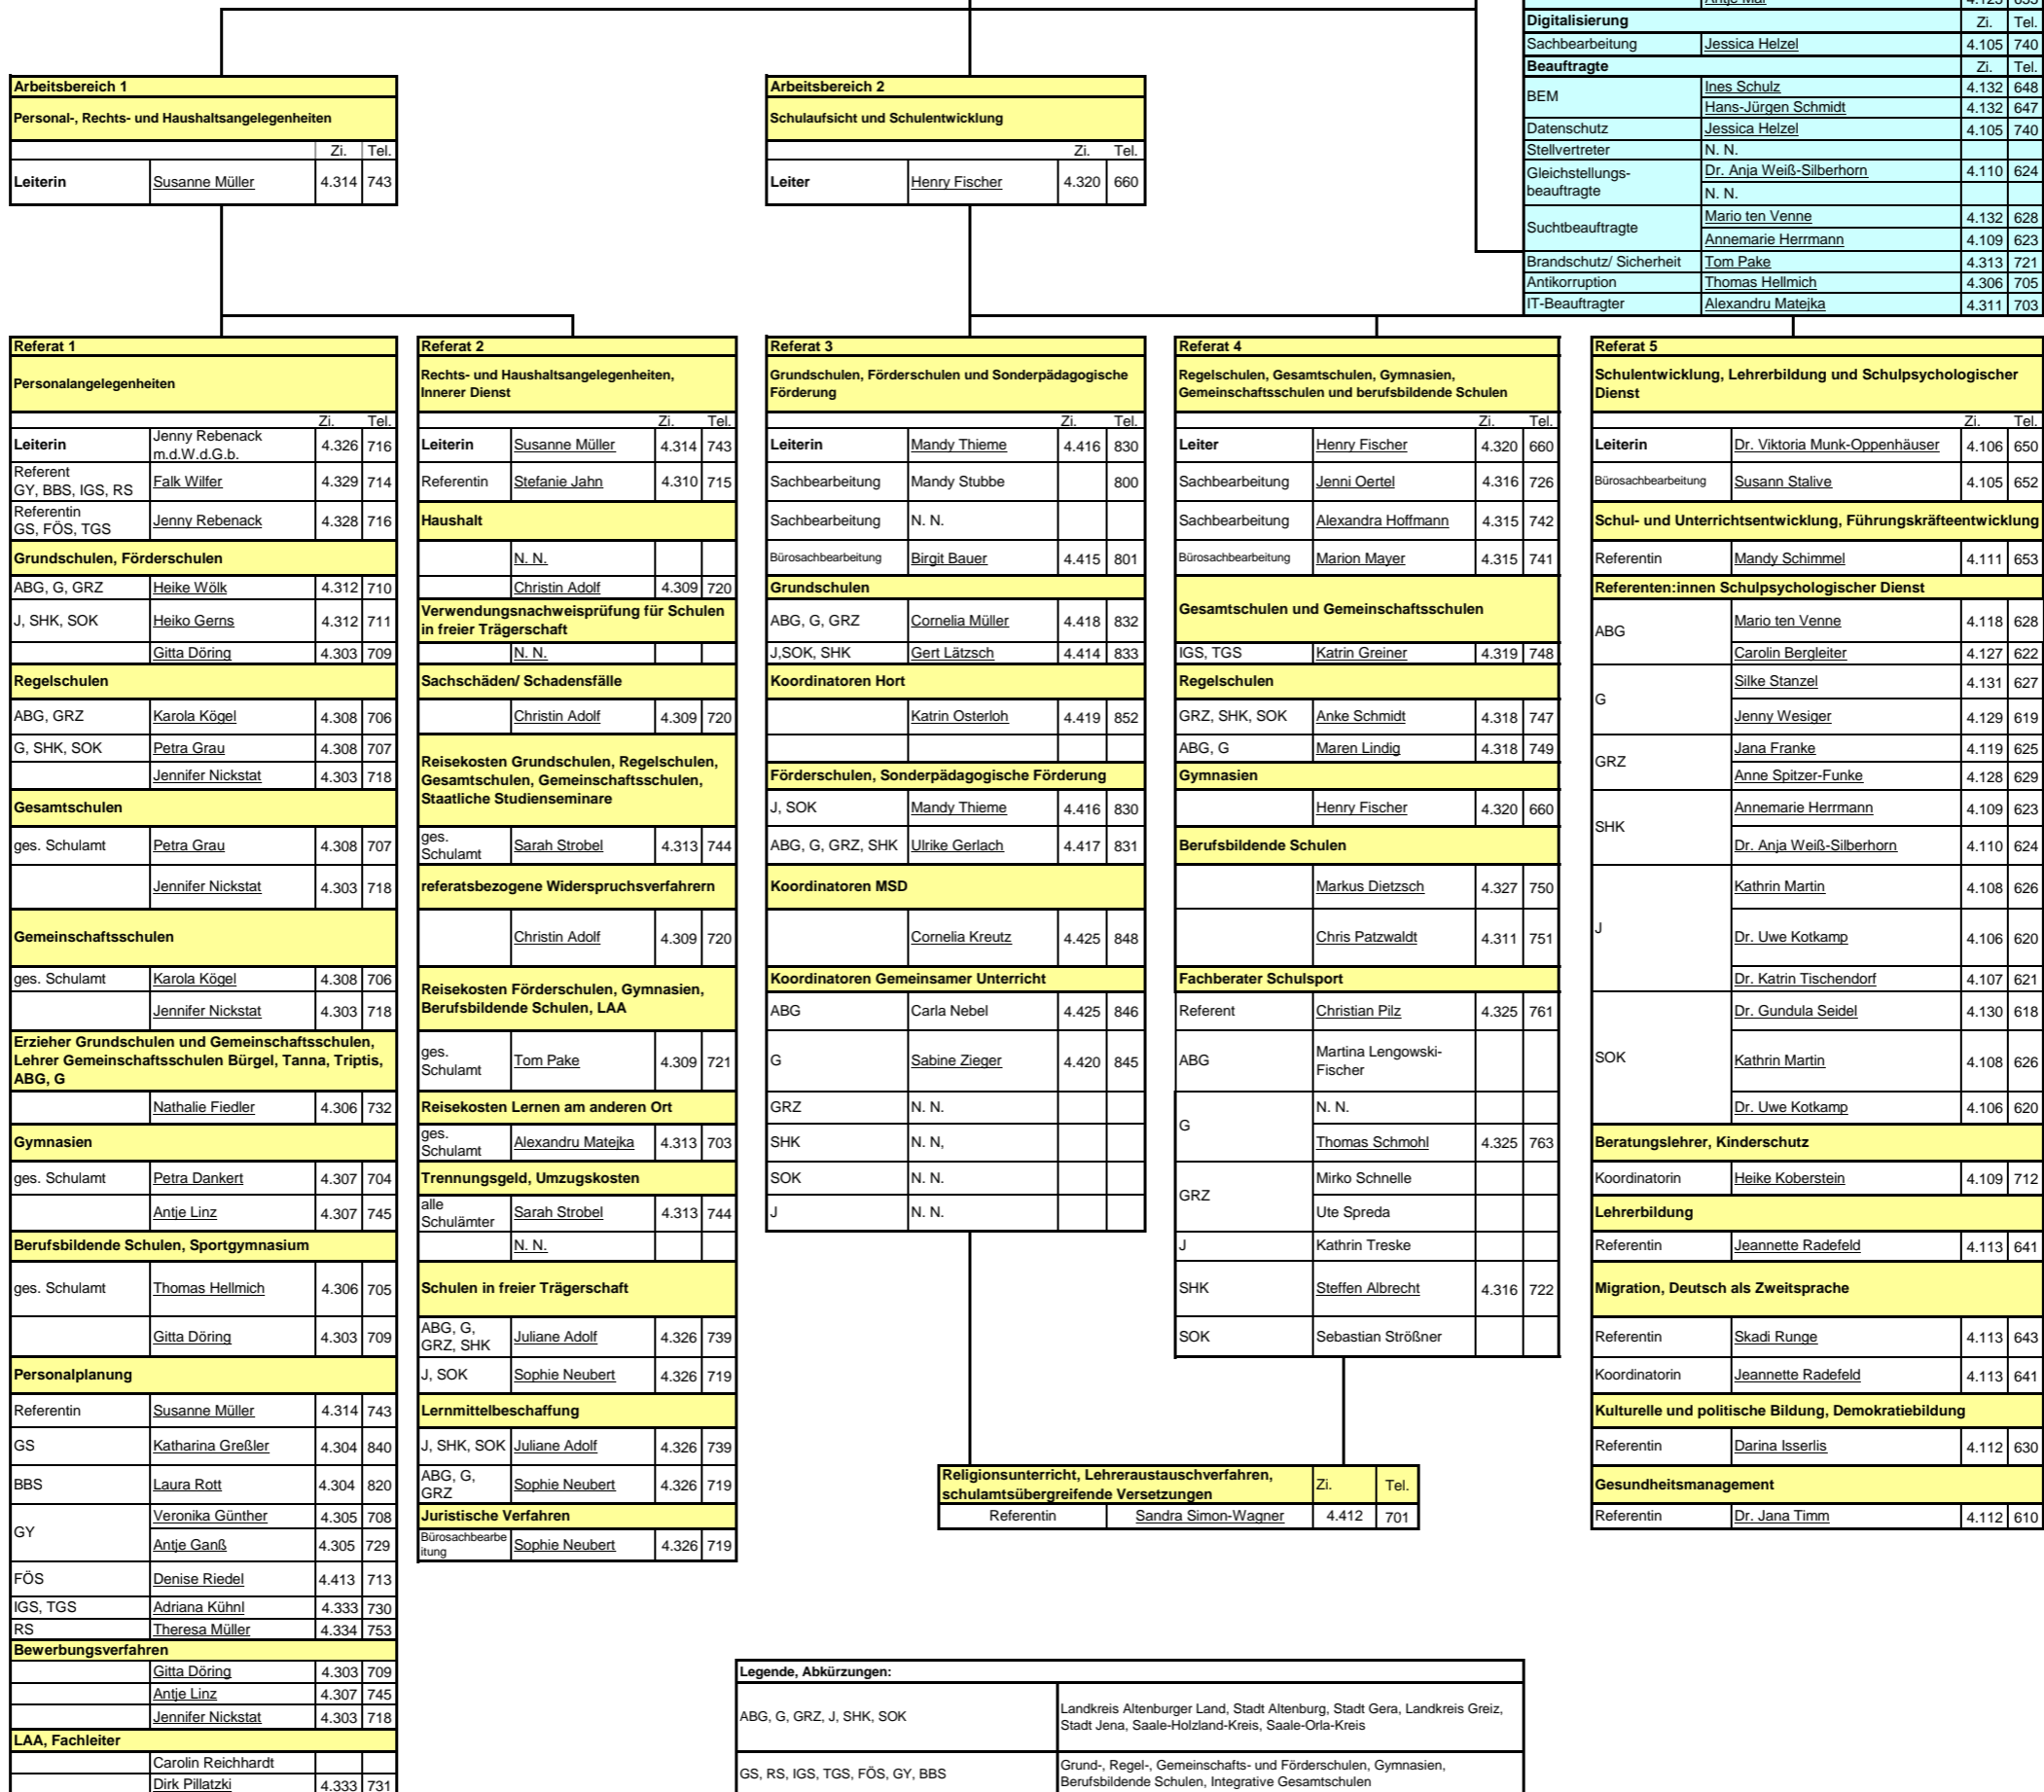 Digitalisierung Zi. Tel.
Sachbearbeitung Jessica Helzel 4.105 740
Beauftragte Zi. Tel.
BEM Ines Schulz 4.132 648
Hans-Jürgen Schmidt 4.132 647
Datenschutz Jessica Helzel 4.105 740
Stellvertreter N. N.
Gleichstellungs-
beauftragte
Dr. Anja Weiß-Silberhorn 4.110 624
N. N.
Suchtbeauftragte Mario ten Venne 4.132 628
Annemarie Herrmann 4.109 623
Brandschutz/ Sicherheit Tom Pake 4.313 721
Antikorruption Thomas Hellmich 4.306 705
IT-Beauftragter Alexandru Matejka 4.311 703
Arbeitsbereich 1
Personal-, Rechts- und Haushaltsangelegenheiten
Zi. Tel.
Leiterin Susanne Müller 4.314 743
Arbeitsbereich 2
Schulaufsicht und Schulentwicklung
Zi. Tel.
Leiter Henry Fischer 4.320 660
Referat 1
Personalangelegenheiten
Zi. Tel.
Leiterin Jenny Rebenack 4.326 716
m.d.W.d.G.b.
Referent
GY, BBS, IGS, RS Falk Wilfer 4.329 714
Referentin
GS, FÖS, TGS Jenny Rebenack 4.328 716
Grundschulen, Förderschulen
ABG, G, GRZ Heike Wölk 4.312 710
J, SHK, SOK Heiko Gerns 4.312 711
Gitta Döring 4.303 709
Regelschulen
ABG, GRZ Karola Kögel 4.308 706
G, SHK, SOK Petra Grau 4.308 707
Jennifer Nickstat 4.303 718
Gesamtschulen
ges. Schulamt Petra Grau 4.308 707
Jennifer Nickstat 4.303 718
Gemeinschaftsschulen
ges. Schulamt Karola Kögel 4.308 706
Jennifer Nickstat 4.303 718
Erzieher Grundschulen und Gemeinschaftsschulen,
Lehrer Gemeinschaftsschulen Bürgel, Tanna, Triptis,
ABG, G
Nathalie Fiedler 4.306 732
Gymnasien
ges. Schulamt Petra Dankert 4.307 704
Antje Linz 4.307 745
Berufsbildende Schulen, Sportgymnasium
ges. Schulamt Thomas Hellmich 4.306 705
Gitta Döring 4.303 709
Personalplanung
Referentin Susanne Müller 4.314 743
GS Katharina Greßler 4.304 840
BBS Laura Rott 4.304 820
GY Veronika Günther 4.305 708
Antje Ganß 4.305 729
FÖS Denise Riedel 4.413 713
IGS, TGS Adriana Kühnl 4.333 730
RS Theresa Müller 4.334 753
Bewerbungsverfahren
Gitta Döring 4.303 709
Antje Linz 4.307 745
Jennifer Nickstat 4.303 718
LAA, Fachleiter
Carolin Reichhardt
Dirk Pillatzki 4.333 731
Referat 2
Rechts- und Haushaltsangelegenheiten,
Innerer Dienst
Zi. Tel.
Leiterin Susanne Müller 4.314 743
Referentin Stefanie Jahn 4.310 715
Haushalt
N. N.
Christin Adolf 4.309 720
Verwendungsnachweisprüfung für Schulen
in freier Trägerschaft
N. N.
Sachschäden/ Schadensfälle
Christin Adolf 4.309 720
Reisekosten Grundschulen, Regelschulen,
Gesamtschulen, Gemeinschaftsschulen,
Staatliche Studienseminare
ges.
Schulamt Sarah Strobel 4.313 744
referatsbezogene Widerspruchsverfahrern
Christin Adolf 4.309 720
Reisekosten Förderschulen, Gymnasien,
Berufsbildende Schulen, LAA
ges.
Schulamt Tom Pake 4.309 721
Reisekosten Lernen am anderen Ort
ges.
Schulamt Alexandru Matejka 4.313 703
Trennungsgeld, Umzugskosten
alle
Schulämter Sarah Strobel 4.313 744
N. N.
Schulen in freier Trägerschaft
ABG, G,
GRZ, SHK Juliane Adolf 4.326 739
J, SOK Sophie Neubert 4.326 719
Lernmittelbeschaffung
J, SHK, SOK Juliane Adolf 4.326 739
ABG, G,
GRZ Sophie Neubert 4.326 719
Juristische Verfahren
Bürosachbearbe
itung Sophie Neubert 4.326 719
Referat 3
Grundschulen, Förderschulen und Sonderpädagogische
Förderung
Zi. Tel.
Leiterin Mandy Thieme 4.416 830
Sachbearbeitung Mandy Stubbe 800
Sachbearbeitung N. N.
Bürosachbearbeitung Birgit Bauer 4.415 801
Grundschulen
ABG, G, GRZ Cornelia Müller 4.418 832
J,SOK, SHK Gert Lätzsch 4.414 833
Koordinatoren Hort
Katrin Osterloh 4.419 852
Förderschulen, Sonderpädagogische Förderung
J, SOK Mandy Thieme 4.416 830
ABG, G, GRZ, SHK Ulrike Gerlach 4.417 831
Koordinatoren MSD
Cornelia Kreutz 4.425 848
Koordinatoren Gemeinsamer Unterricht
ABG Carla Nebel 4.425 846
G Sabine Zieger 4.420 845
GRZ N. N.
SHK N. N,
SOK N. N.
J N. N.
Referat 4
Regelschulen, Gesamtschulen, Gymnasien,
Gemeinschaftsschulen und berufsbildende Schulen
Zi. Tel.
Leiter Henry Fischer 4.320 660
Sachbearbeitung Jenni Oertel 4.316 726
Sachbearbeitung Alexandra Hoffmann 4.315 742
Bürosachbearbeitung Marion Mayer 4.315 741
Gesamtschulen und Gemeinschaftsschulen
IGS, TGS Katrin Greiner 4.319 748
Regelschulen
GRZ, SHK, SOK Anke Schmidt 4.318 747
ABG, G Maren Lindig 4.318 749
Gymnasien
Henry Fischer 4.320 660
Berufsbildende Schulen
Markus Dietzsch 4.327 750
Chris Patzwaldt 4.311 751
Fachberater Schulsport
Referent Christian Pilz 4.325 761
ABG Martina Lengowski-
Fischer
G N. N.
Thomas Schmohl 4.325 763
GRZ Mirko Schnelle
Ute Spreda
J Kathrin Treske
SHK Steffen Albrecht 4.316 722
SOK Sebastian Strößner
Referat 5
Schulentwicklung, Lehrerbildung und Schulpsychologischer
Dienst
Zi. Tel.
Leiterin Dr. Viktoria Munk-Oppenhäuser 4.106 650
Bürosachbearbeitung Susann Stalive 4.105 652
Schul- und Unterrichtsentwicklung, Führungskräfteentwicklung
Referentin Mandy Schimmel 4.111 653
Referenten:innen Schulpsychologischer Dienst
ABG Mario ten Venne 4.118 628
Carolin Bergleiter 4.127 622
G Silke Stanzel 4.131 627
Jenny Wesiger 4.129 619
GRZ Jana Franke 4.119 625
Anne Spitzer-Funke 4.128 629
SHK Annemarie Herrmann 4.109 623
Dr. Anja Weiß-Silberhorn 4.110 624
J Kathrin Martin 4.108 626
Dr. Uwe Kotkamp 4.106 620
Dr. Katrin Tischendorf 4.107 621
SOK Dr. Gundula Seidel 4.130 618
Kathrin Martin 4.108 626
Dr. Uwe Kotkamp 4.106 620
Beratungslehrer, Kinderschutz
Koordinatorin Heike Koberstein 4.109 712
Lehrerbildung
Referentin Jeannette Radefeld 4.113 641
Migration, Deutsch als Zweitsprache
Referentin Skadi Runge 4.113 643
Koordinatorin Jeannette Radefeld 4.113 641
Kulturelle und politische Bildung, Demokratiebildung
Referentin Darina Isserlis 4.112 630
Gesundheitsmanagement
Referentin Dr. Jana Timm 4.112 610
Religionsunterricht, Lehreraustauschverfahren,
schulamtsübergreifende Versetzungen Zi. Tel.
Referentin Sandra Simon-Wagner 4.412 701
Legende, Abkürzungen:
ABG, G, GRZ, J, SHK, SOK
Landkreis Altenburger Land, Stadt Altenburg, Stadt Gera, Landkreis Greiz,
Stadt Jena, Saale-Holzland-Kreis, Saale-Orla-Kreis
GS, RS, IGS, TGS, FÖS, GY, BBS
Grund-, Regel-, Gemeinschafts- und Förderschulen, Gymnasien,
Berufsbildende Schulen, Integrative Gesamtschulen